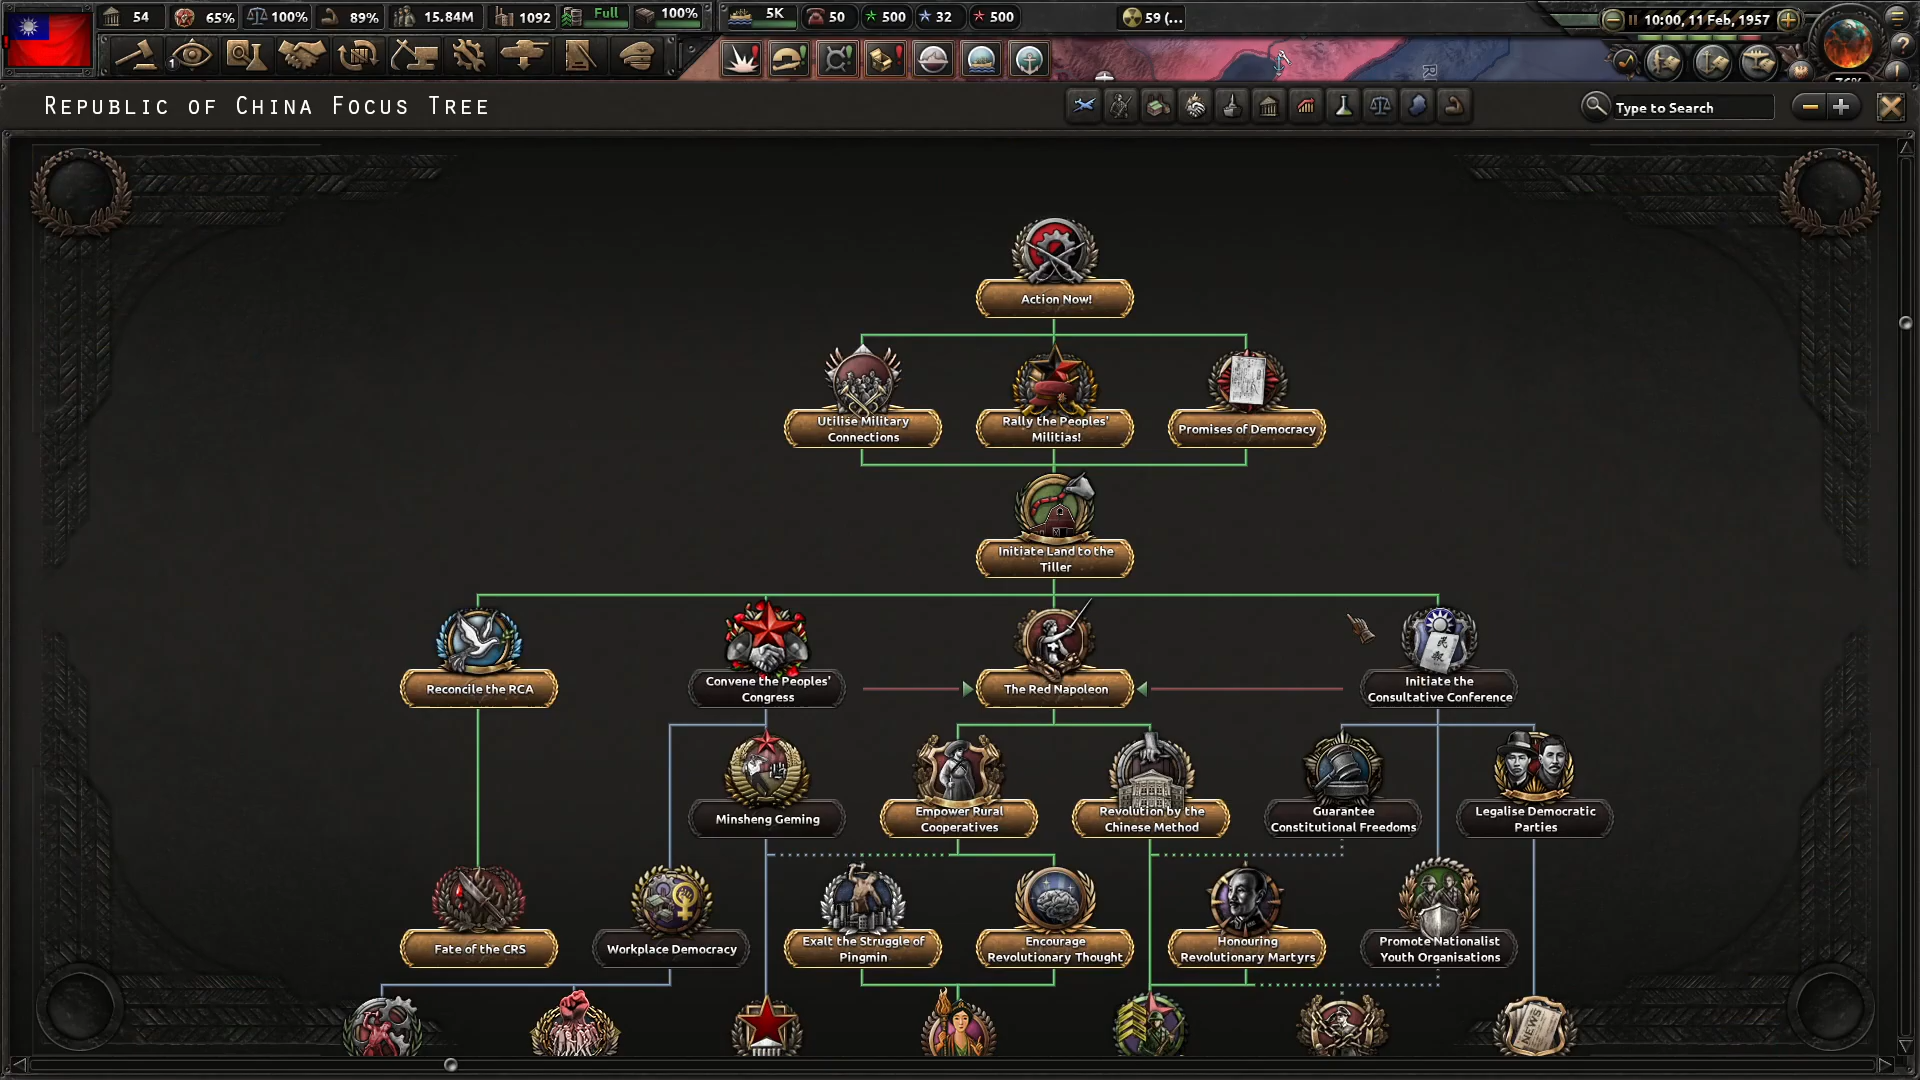 54
65%
100%
89%
15.84M
1092
Full
100%
5K
50
500
32
500
59 (...
10:00, 11 Feb, 1957
1
Republic of China Focus Tree
Type to Search
Action Now!
Utilise Military
Connections
Rally the Peoples'
Militias!
Promises of Democracy
Initiate Land to the
Tiller
Reconcile the RCA
Convene the Peoples'
Congress
The Red Napoleon
民
報
Initiate the
Consultative Conference
Minsheng Geming
Empower Rural
Cooperatives
Revolution by the
Chinese Method
Guarantee
Constitutional Freedoms
Legalise Democratic
Parties
Fate of the CRS
Workplace Democracy
Exalt the Struggle of
Pingmin
Encourage
Revolutionary Thought
Honouring
Revolutionary Martyrs
Promote Nationalist
Youth Organisations
NEWS